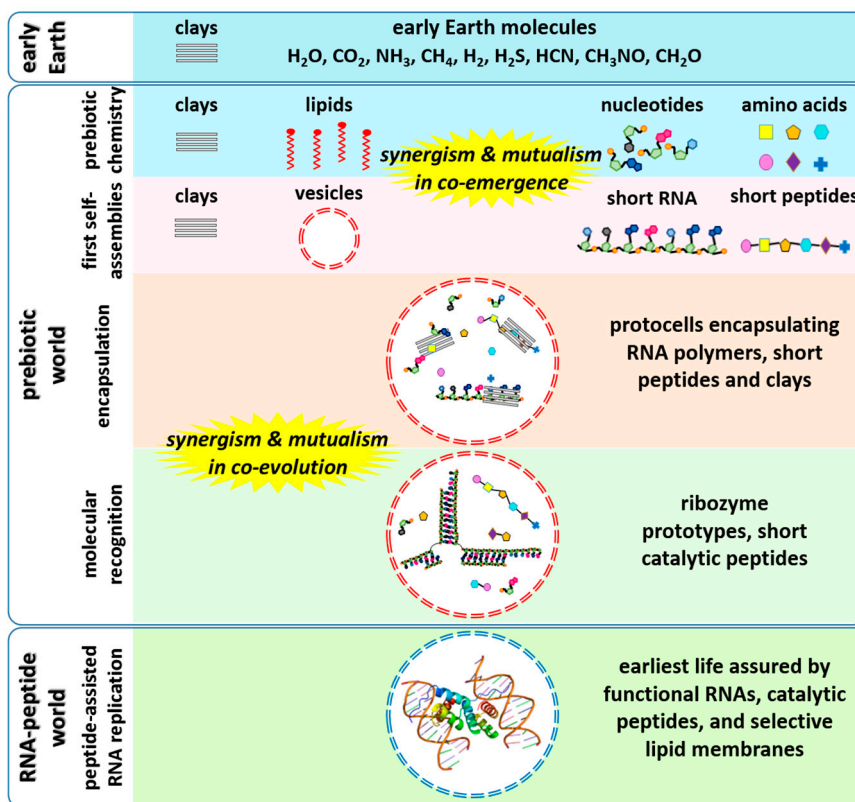 early
Earth
clays
early Earth molecules
H₂O, CO₂, NH₃, CH₄, H₂, H₂S, HCN, CH₃NO, CH₂O
prebiotic
world
prebiotic
chemistry
clays
lipids
nucleotides
amino acids
synergism & mutualism
in co-emergence
first self-
assemblies
clays
vesicles
short RNA
short peptides
encapsulation
protocells encapsulating
RNA polymers, short
peptides and clays
synergism & mutualism
in co-evolution
molecular
recognition
ribozyme
prototypes, short
catalytic peptides
RNA-peptide
world
peptide-assisted
RNA replication
earliest life assured by
functional RNAs, catalytic
peptides, and selective
lipid membranes